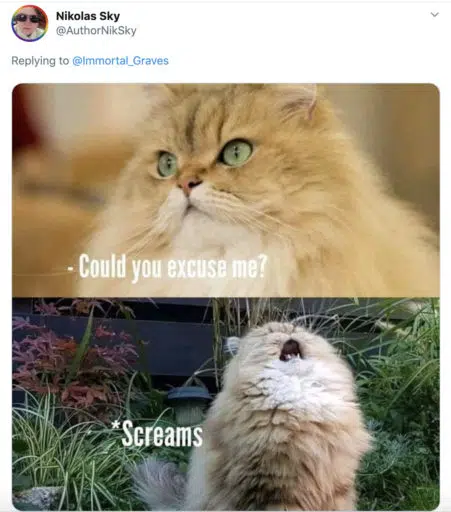 Nikolas Sky
@AuthorNikSky
Replying to @Immortal_Graves
- Could you excuse me?
*Screams